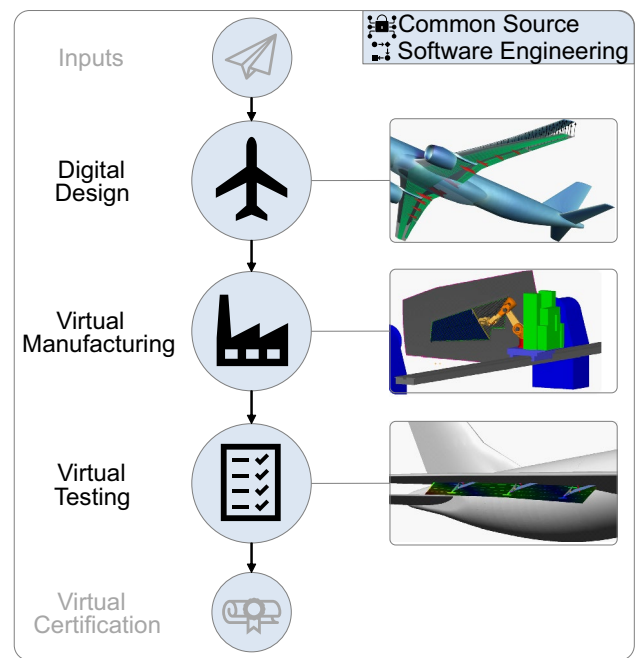 Common Source
Software Engineering
Inputs
Digital
Design
Virtual
Manufacturing
Virtual
Testing
Virtual
Certification